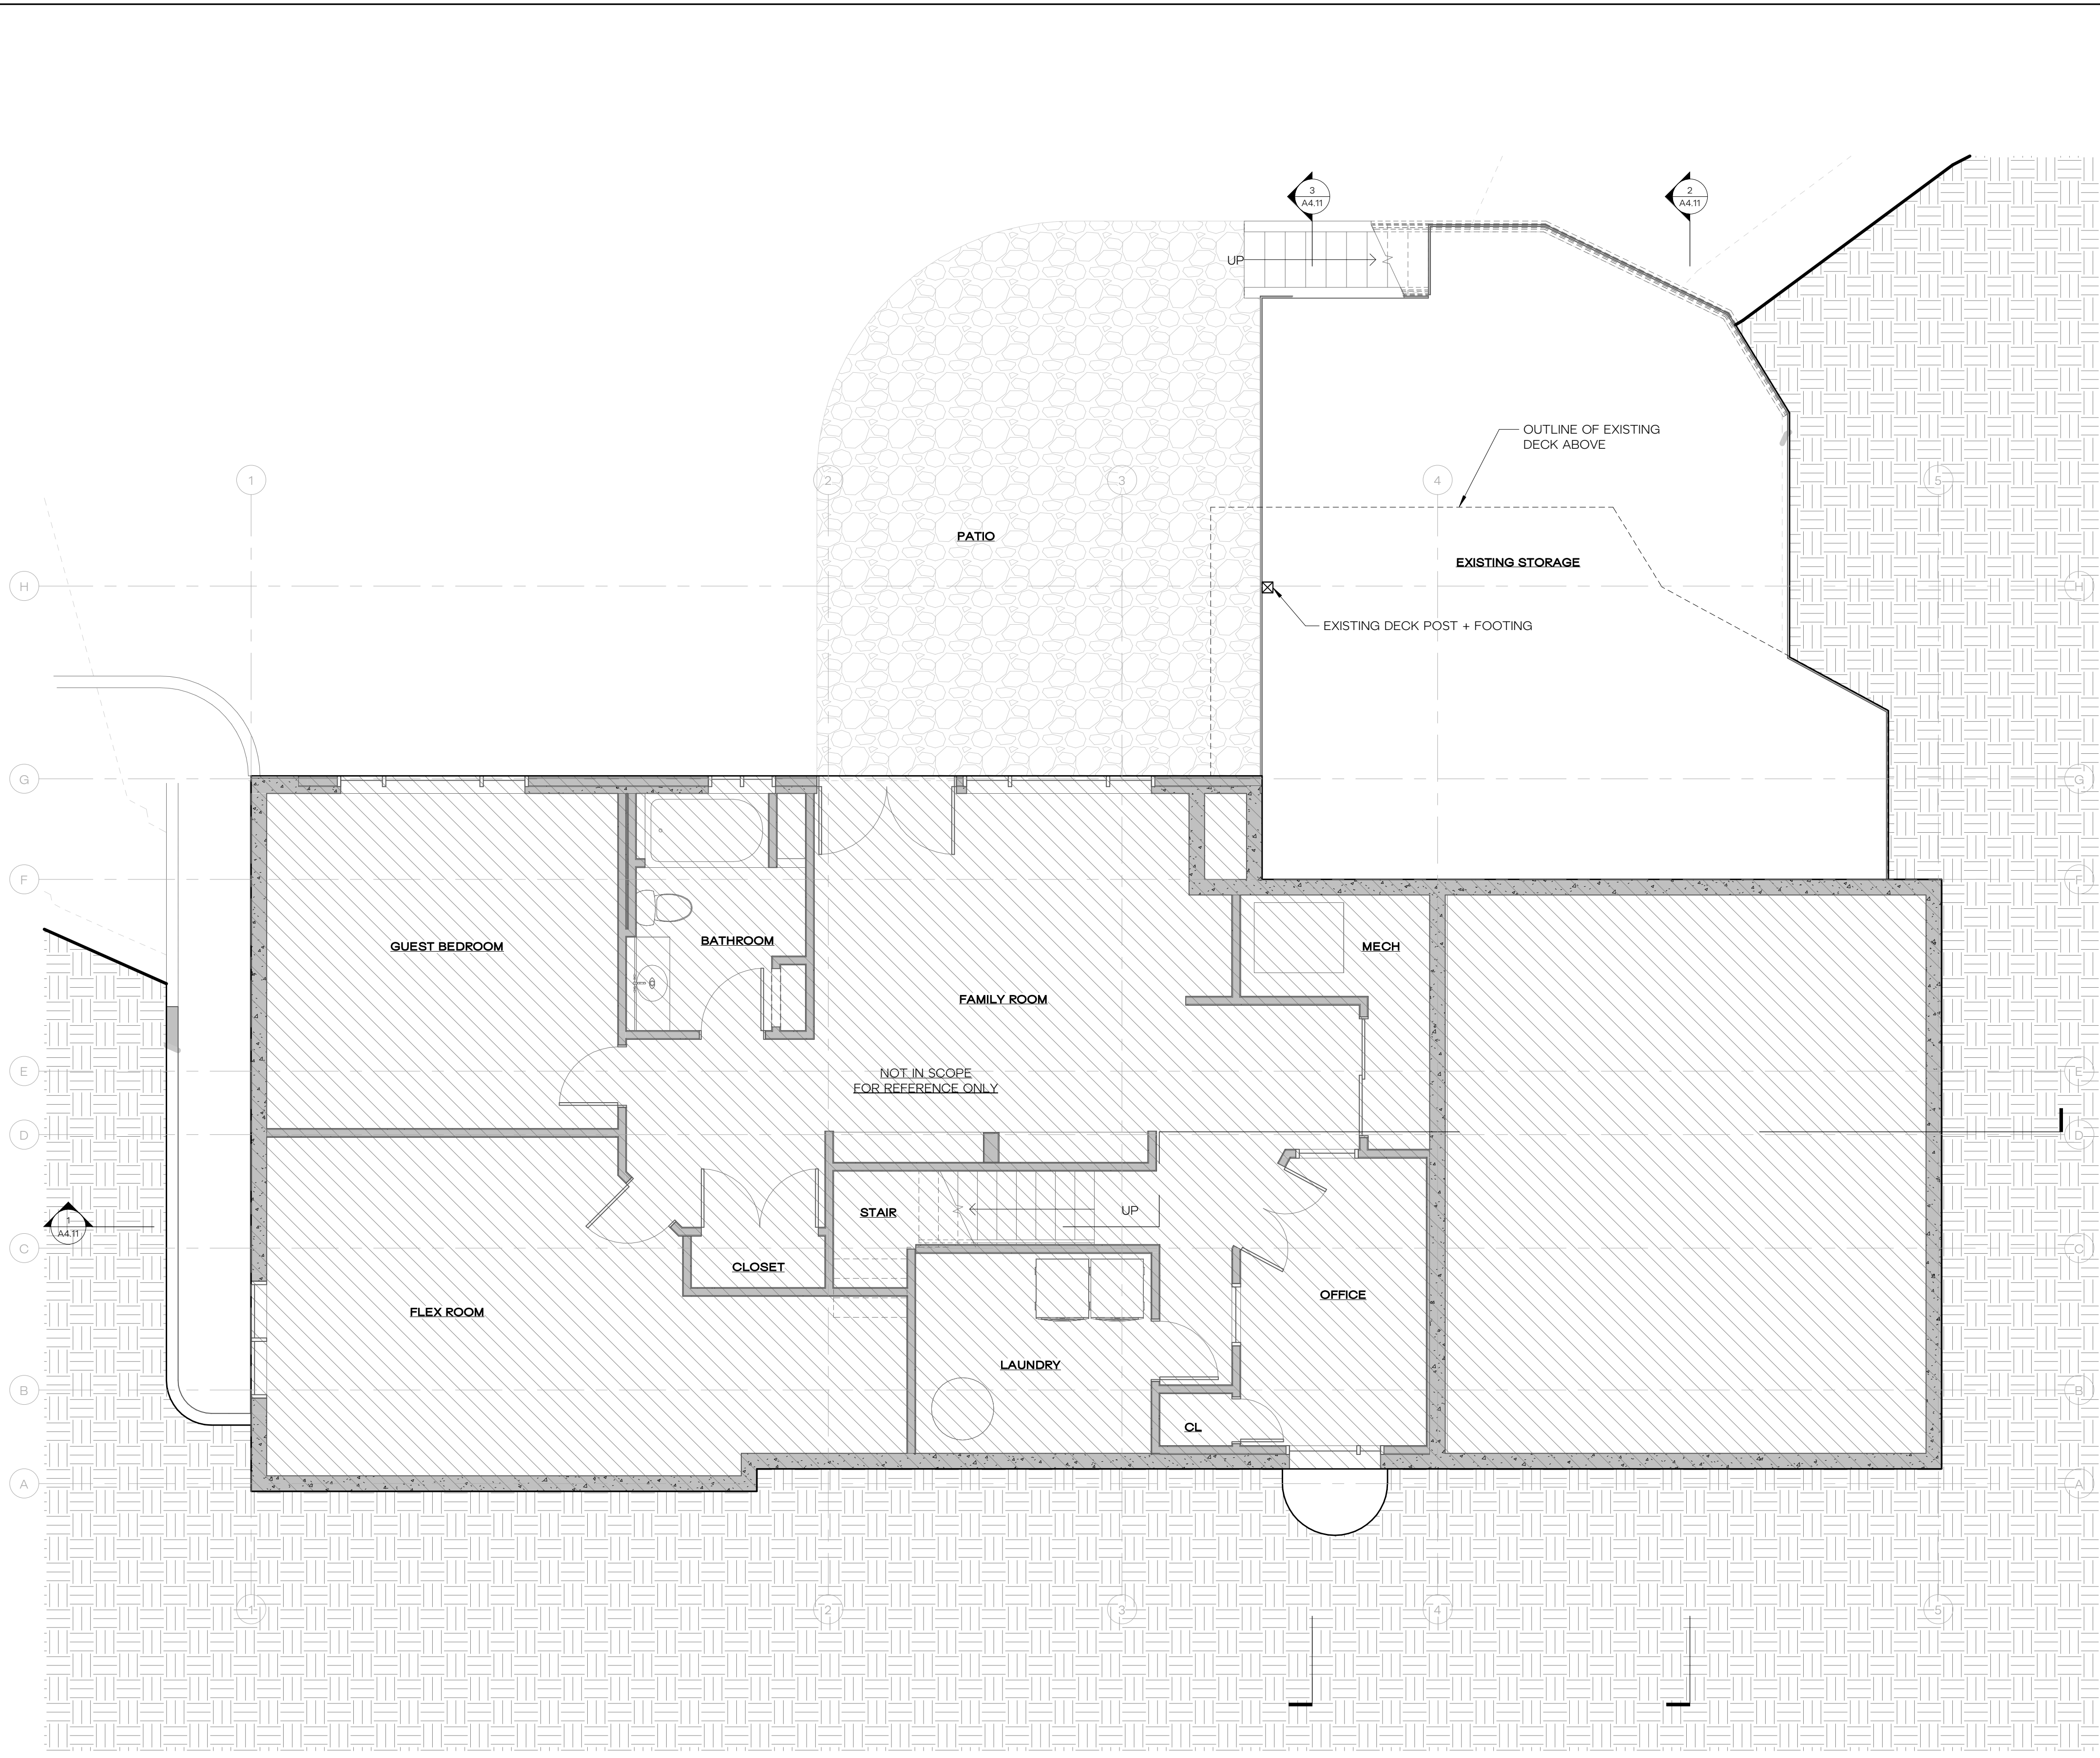 3
A4.11
2
A4.11
UP
OUTLINE OF EXISTING
DECK ABOVE
1
2
3
4
5
PATIO
EXISTING STORAGE
H
H
EXISTING DECK POST + FOOTING
G
G
F
F
GUEST BEDROOM
BATHROOM
MECH
FAMILY ROOM
E
NOT IN SCOPE
FOR REFERENCE ONLY
E
D
D
STAIR
UP
1
A4.11
C
C
CLOSET
OFFICE
FLEX ROOM
LAUNDRY
B
B
CL
A
A
1
2
3
4
5